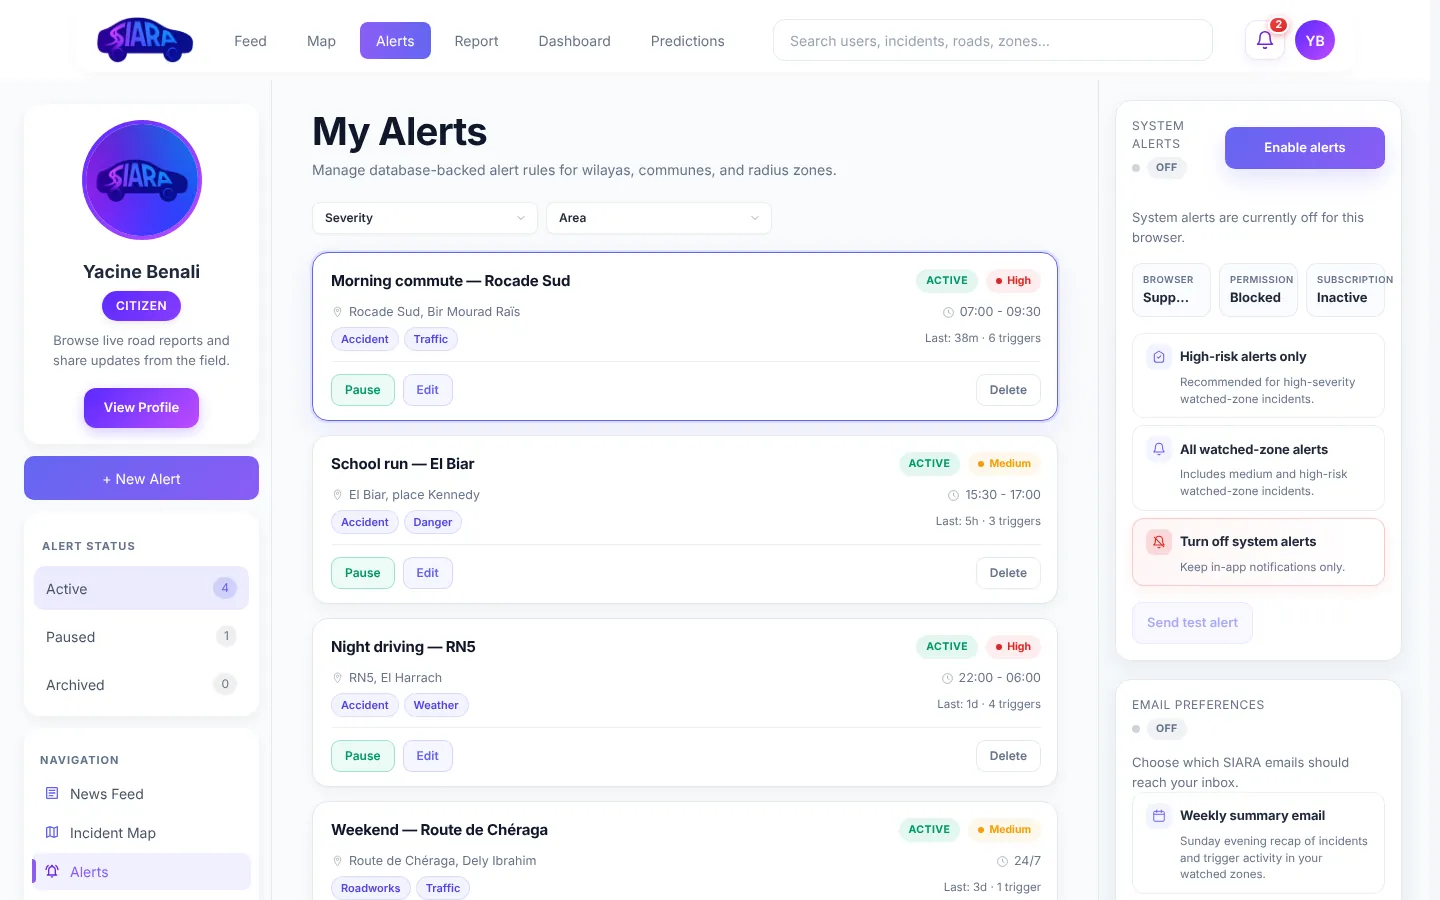 SIARA
Feed
Map
Alerts
Report
Dashboard
Predictions
Search users, incidents, roads, zones...
2
YB
SIARA
Yacine Benali
CITIZEN
Browse live road reports and
share updates from the field.
View Profile
+ New Alert
ALERT STATUS
Active 4
Paused 1
Archived 0
NAVIGATION
News Feed
Incident Map
Alerts
My Alerts
Manage database-backed alert rules for wilayas, communes, and radius zones.
Severity
Area
Morning commute — Rocade Sud
ACTIVE
High
Rocade Sud, Bir Mourad Raïs
07:00 - 09:30
Accident
Traffic
Last: 38m · 6 triggers
Pause
Edit
Delete
School run — El Biar
ACTIVE
Medium
El Biar, place Kennedy
15:30 - 17:00
Accident
Danger
Last: 5h · 3 triggers
Pause
Edit
Delete
Night driving — RN5
ACTIVE
High
RN5, El Harrach
22:00 - 06:00
Accident
Weather
Last: 1d · 4 triggers
Pause
Edit
Delete
Weekend — Route de Chéraga
ACTIVE
Medium
Route de Chéraga, Dely Ibrahim
24/7
Roadworks
Traffic
Last: 3d · 1 trigger
SYSTEM
ALERTS
OFF
Enable alerts
System alerts are currently off for this
browser.
BROWSER
Supp...
PERMISSION
Blocked
SUBSCRIPTION
Inactive
High-risk alerts only
Recommended for high-severity
watched-zone incidents.
All watched-zone alerts
Includes medium and high-risk
watched-zone incidents.
Turn off system alerts
Keep in-app notifications only.
Send test alert
EMAIL PREFERENCES
OFF
Choose which SIARA emails should
reach your inbox.
Weekly summary email
Sunday evening recap of incidents
and trigger activity in your
watched zones.